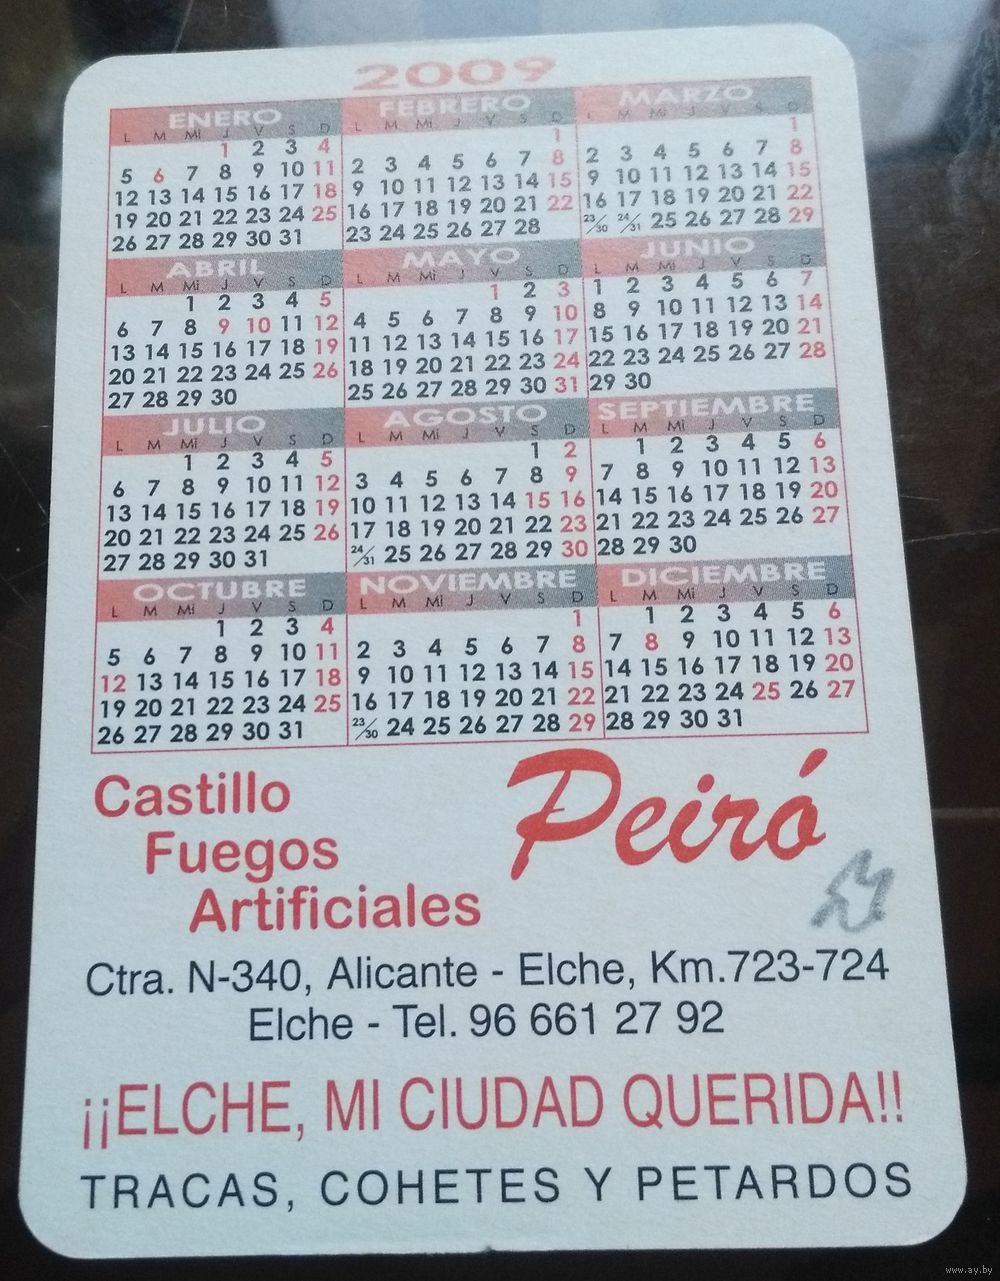 2009
ENERO FEBRERO MARZO
L M Mi J V S D L M Mi J V S D L M Mi J V S D
1 2 3 4 1 1
5 6 7 8 9 10 11 2 3 4 5 6 7 8 2 3 4 5 6 7 8
12 13 14 15 16 17 18 9 10 11 12 13 14 15 9 10 11 12 13 14 15
19 20 21 22 23 24 25 16 17 18 19 20 21 22 16 17 18 19 20 21 22
26 27 28 29 30 31 23 24 25 26 27 28 23/30 24/31 25 26 27 28 29
ABRIL MAYO JUNIO
L M Mi J V S D L M Mi J V S D L M Mi J V S D
1 2 3 4 5 1 2 3 1 2 3 4 5 6 7
6 7 8 9 10 11 12 4 5 6 7 8 9 10 8 9 10 11 12 13 14
13 14 15 16 17 18 19 11 12 13 14 15 16 17 15 16 17 18 19 20 21
20 21 22 23 24 25 26 18 19 20 21 22 23 24 22 23 24 25 26 27 28
27 28 29 30 25 26 27 28 29 30 31 29 30
JULIO AGOSTO SEPTIEMBRE
L M Mi J V S D L M Mi J V S D L M Mi J V S D
1 2 3 4 5 1 2 1 2 3 4 5 6
6 7 8 9 10 11 12 3 4 5 6 7 8 9 7 8 9 10 11 12 13
13 14 15 16 17 18 19 10 11 12 13 14 15 16 14 15 16 17 18 19 20
20 21 22 23 24 25 26 17 18 19 20 21 22 23 21 22 23 24 25 26 27
27 28 29 30 31 24/31 25 26 27 28 29 30 28 29 30
OCTUBRE NOVIEMBRE DICIEMBRE
L M Mi J V S D L M Mi J V S D L M Mi J V S D
1 2 3 4 1 1 2 3 4 5 6
5 6 7 8 9 10 11 2 3 4 5 6 7 8 7 8 9 10 11 12 13
12 13 14 15 16 17 18 9 10 11 12 13 14 15 14 15 16 17 18 19 20
19 20 21 22 23 24 25 16 17 18 19 20 21 22 21 22 23 24 25 26 27
26 27 28 29 30 31 23/30 24 25 26 27 28 29 28 29 30 31
Castillo
Fuegos
Artificiales
Peiró
Ctra. N-340, Alicante - Elche, Km.723-724
Elche - Tel. 96 661 27 92
¡¡ELCHE, MI CIUDAD QUERIDA!!
TRACAS, COHETES Y PETARDOS
www.ay.by